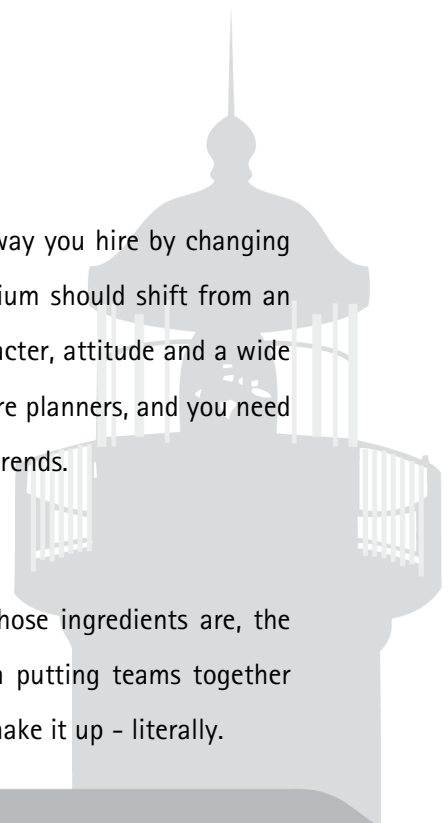 way you hire by changing
ium should shift from an
acter, attitude and a wide
re planners, and you need
rends.
hose ingredients are, the
n putting teams together
ake it up - literally.